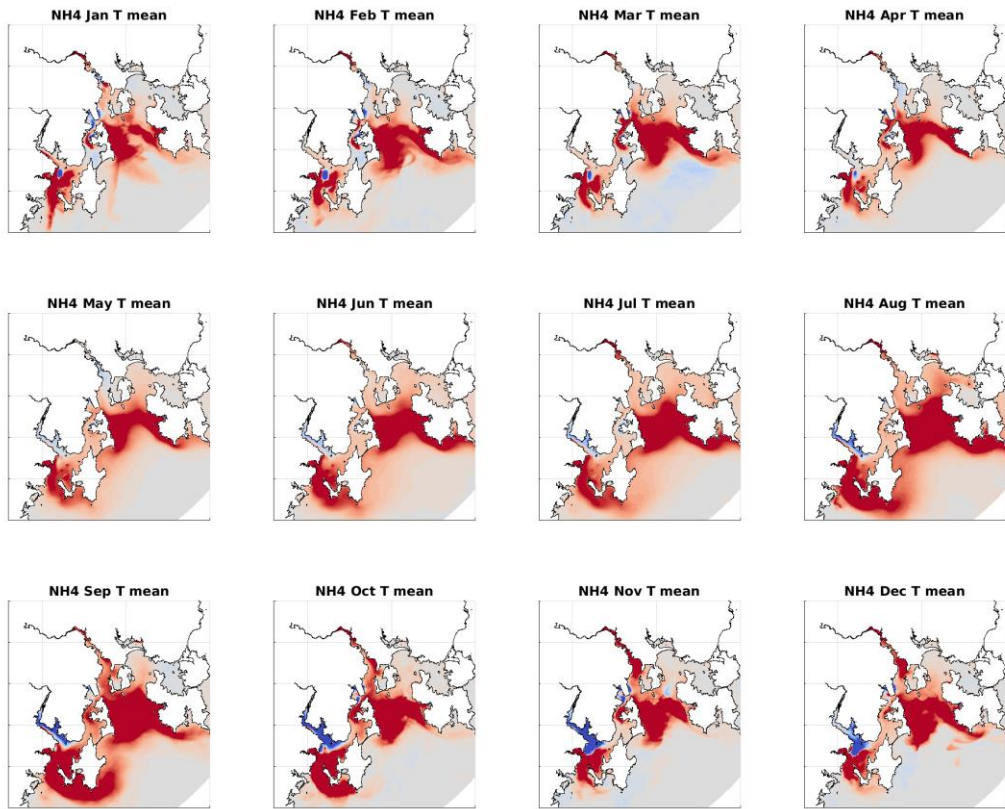 NH4 Jan T mean
NH4 Feb T mean
NH4 Mar T mean
NH4 Apr T mean
NH4 May T mean
NH4 Jun T mean
NH4 Jul T mean
NH4 Aug T mean
NH4 Sep T mean
NH4 Oct T mean
NH4 Nov T mean
NH4 Dec T mean